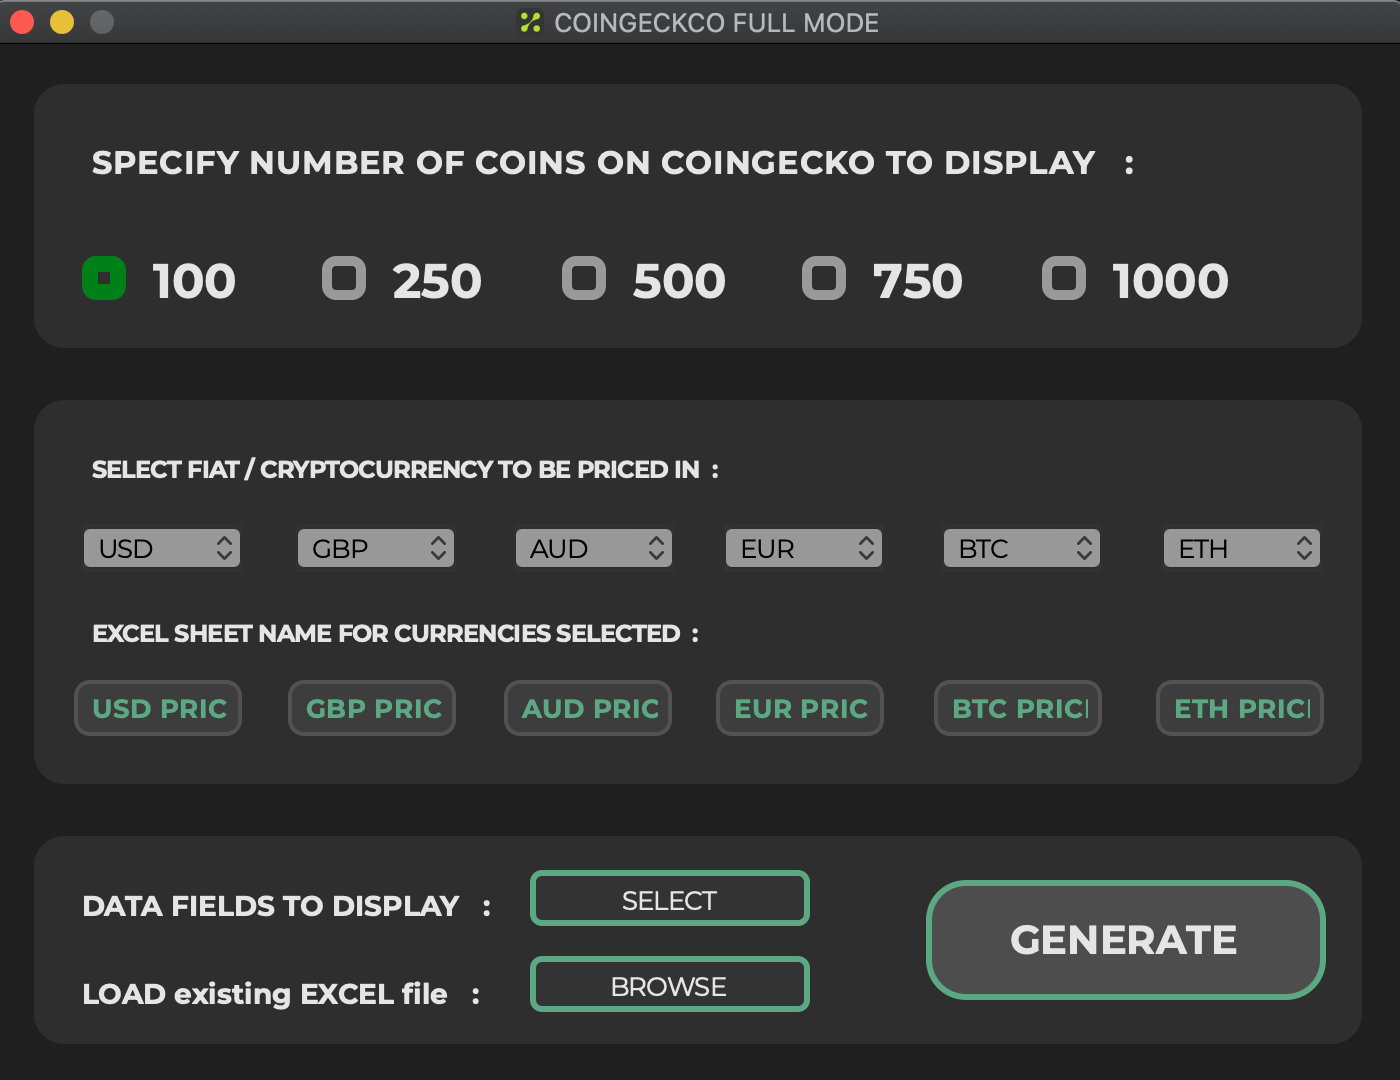 COINGECKCO FULL MODE
SPECIFY NUMBER OF COINS ON COINGECKO TO DISPLAY :
100 250 500 750 1000
SELECT FIAT / CRYPTOCURRENCY TO BE PRICED IN :
USD GBP AUD EUR BTC ETH
EXCEL SHEET NAME FOR CURRENCIES SELECTED :
USD PRIC GBP PRIC AUD PRIC EUR PRIC BTC PRIC ETH PRIC
DATA FIELDS TO DISPLAY : SELECT
GENERATE
LOAD existing EXCEL file : BROWSE